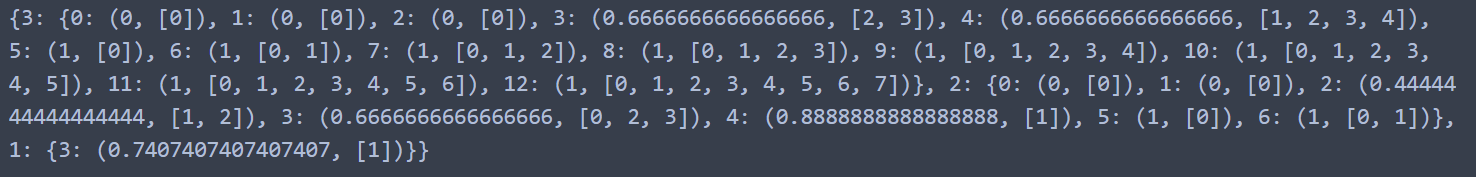 {3: {0: (0, [0]), 1: (0, [0]), 2: (0, [0]), 3: (0.6666666666666666, [2, 3]), 4: (0.6666666666666666, [1, 2, 3, 4]),
5: (1, [0]), 6: (1, [0, 1]), 7: (1, [0, 1, 2]), 8: (1, [0, 1, 2, 3]), 9: (1, [0, 1, 2, 3, 4]), 10: (1, [0, 1, 2, 3,
4, 5]), 11: (1, [0, 1, 2, 3, 4, 5, 6]), 12: (1, [0, 1, 2, 3, 4, 5, 6, 7])}, 2: {0: (0, [0]), 1: (0, [0]), 2: (0.44444
44444444444, [1, 2]), 3: (0.6666666666666666, [0, 2, 3]), 4: (0.8888888888888888, [1]), 5: (1, [0]), 6: (1, [0, 1])},
1: {3: (0.7407407407407407, [1])}}